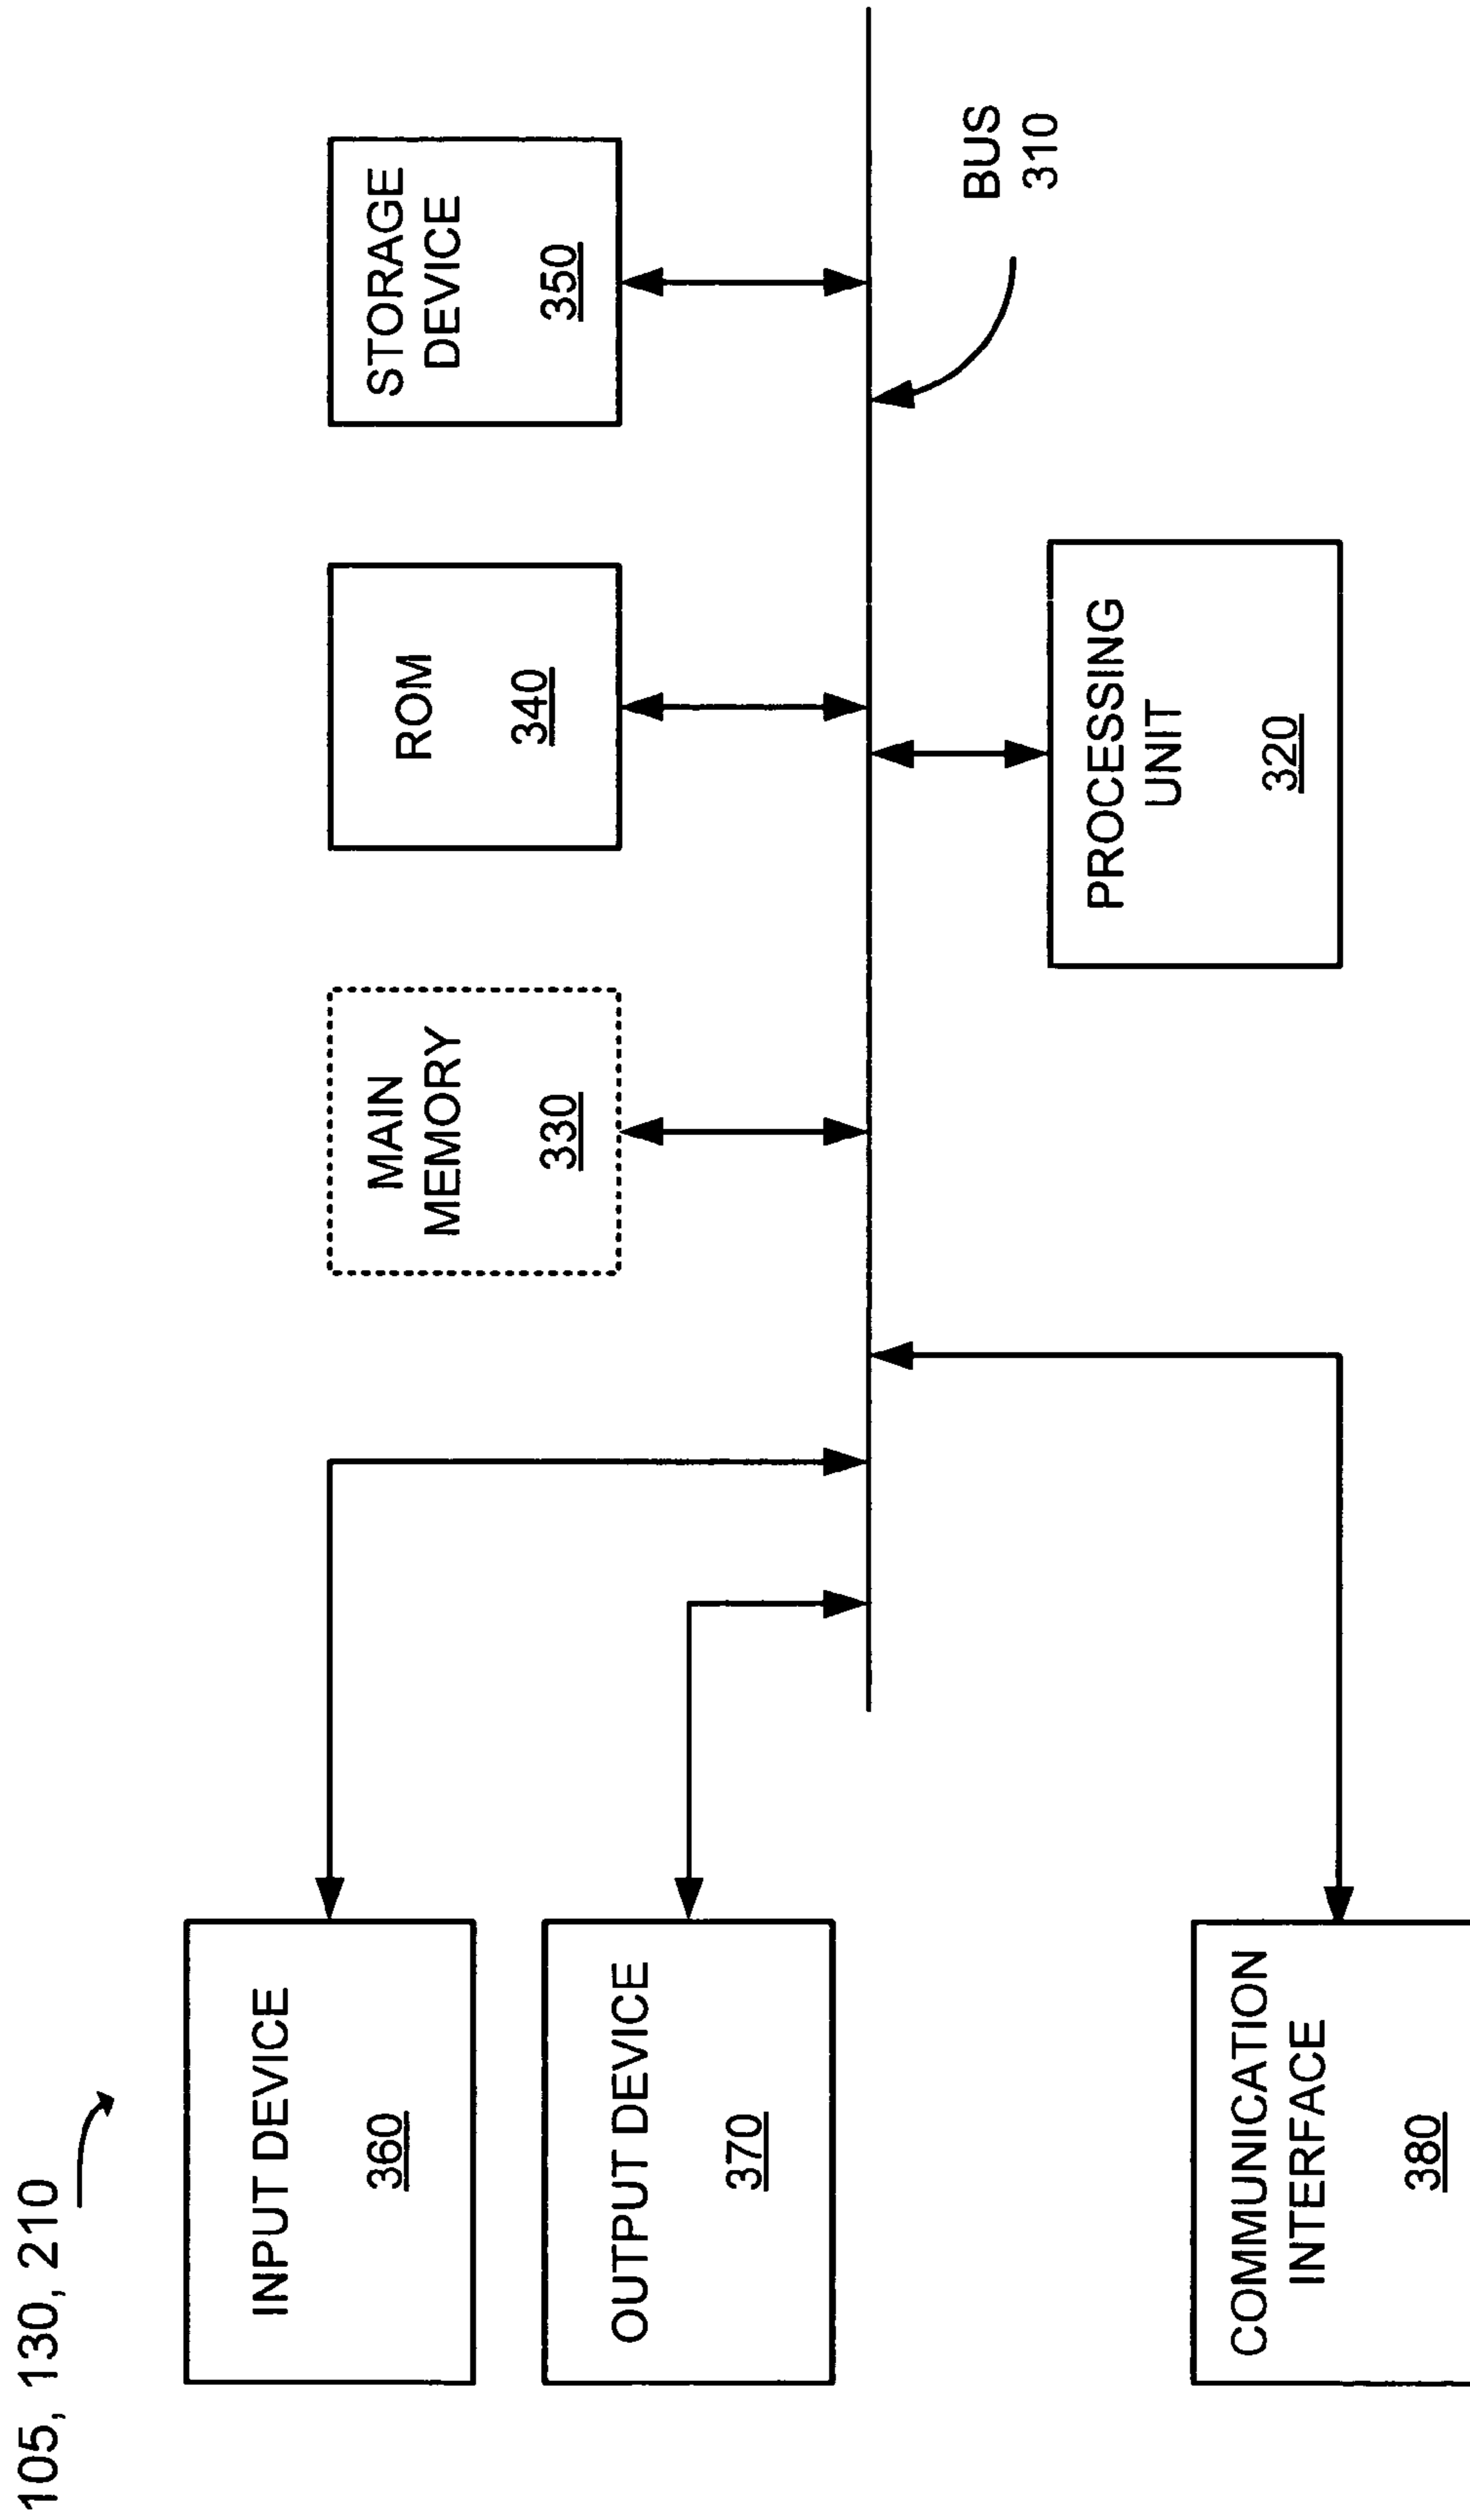 105, 130, 210
INPUT DEVICE
360
OUTPUT DEVICE
370
COMMUNICATION
INTERFACE
380
MAIN
MEMORY
330
ROM
340
STORAGE
DEVICE
350
PROCESSING
UNIT
320
BUS
310